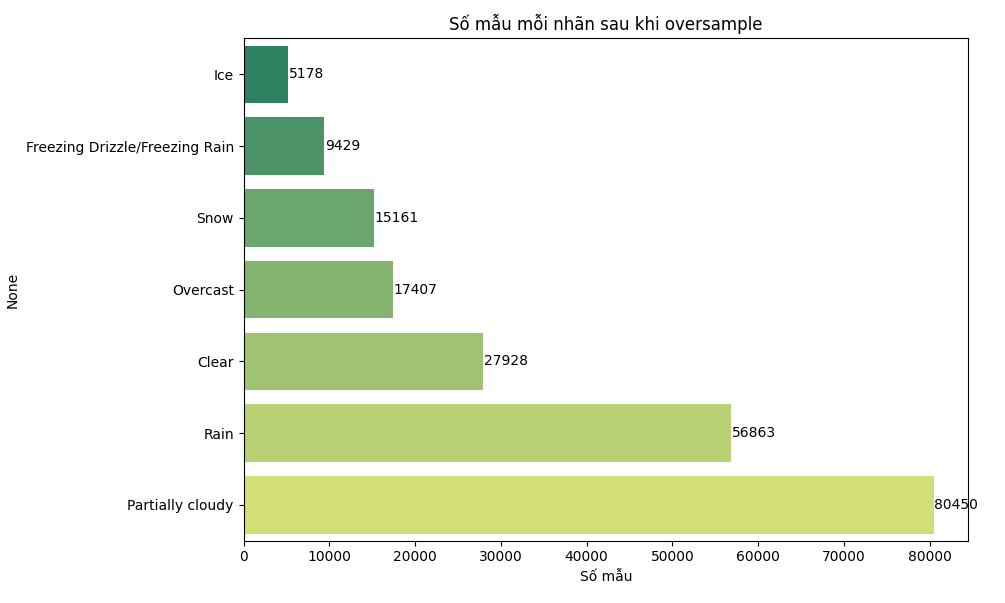 Số mẫu mỗi nhãn sau khi oversample
Ice
5178
Freezing Drizzle/Freezing Rain
9429
Snow
15161
Overcast
17407
None
Clear
27928
Rain
56863
Partially cloudy
80450
0 10000 20000 30000 40000 50000 60000 70000 80000
Số mẫu